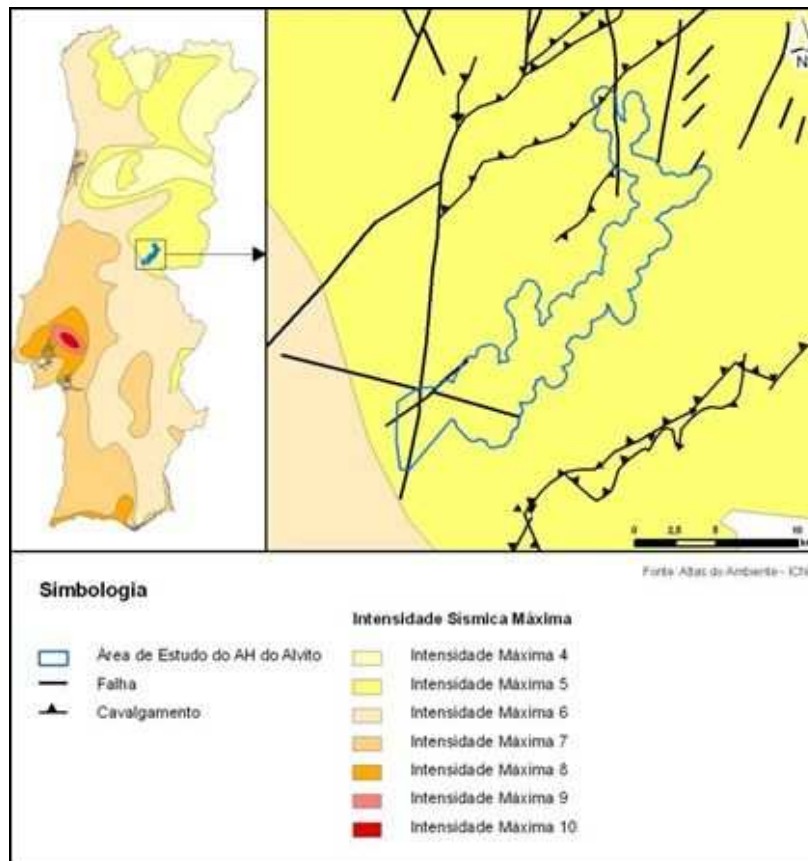 N
0 2,5 5 10
Fonte: Atlas do Ambiente -
Simbologia
Área de Estudo do AH do Alvito
Falha
Cavalgamento
Intensidade Sísmica Máxima
Intensidade Máxima 4
Intensidade Máxima 5
Intensidade Máxima 6
Intensidade Máxima 7
Intensidade Máxima 8
Intensidade Máxima 9
Intensidade Máxima 10